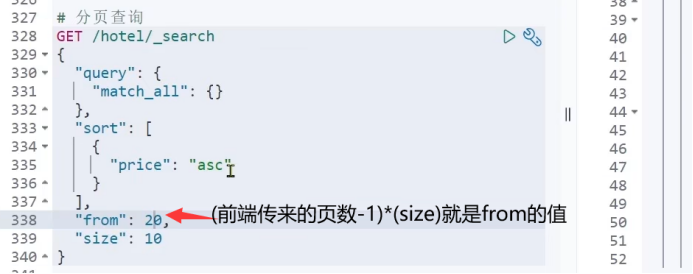 327 # 分页查询
328 GET /hotel/_search
329 {
330 "query": {
331 "match_all": {}
332 },
333 "sort": [
334 {
335 "price": "asc"
336 }
337 ],
338 "from": 20, (前端传来的页数-1)*(size)就是from的值
339 "size": 10
340 }
39
40
41
42
43
44
45
46
47
48
49
50
51
52